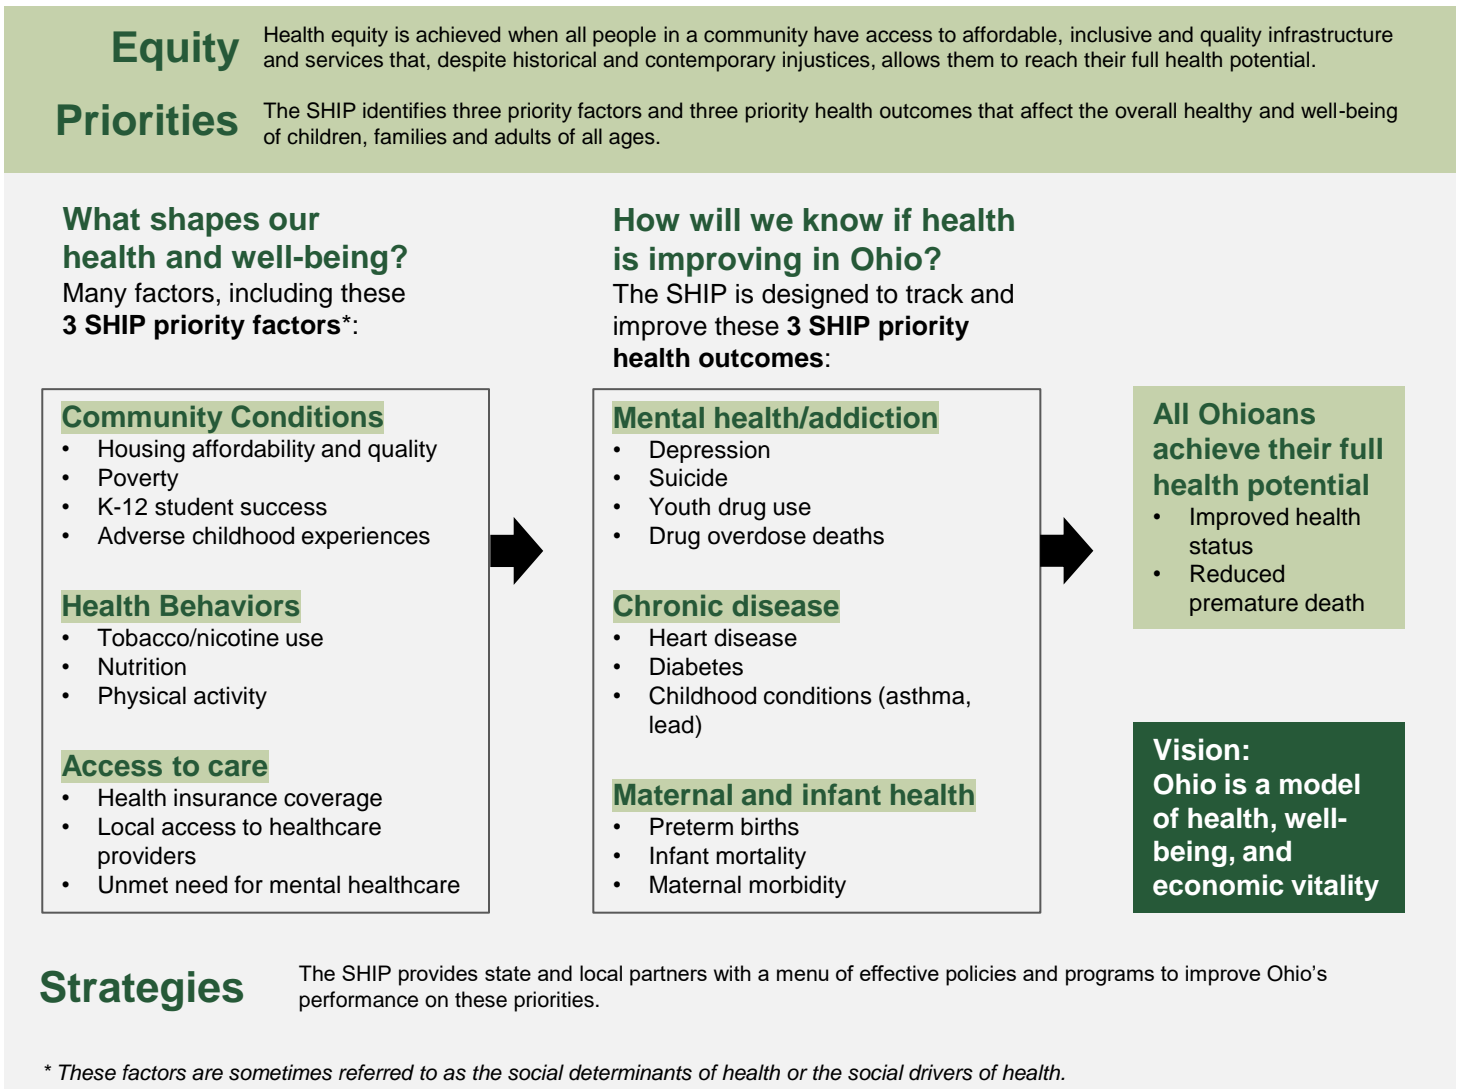 Equity
Health equity is achieved when all people in a community have access to affordable, inclusive and quality infrastructure
and services that, despite historical and contemporary injustices, allows them to reach their full health potential.
Priorities
The SHIP identifies three priority factors and three priority health outcomes that affect the overall healthy and well-being
of children, families and adults of all ages.
What shapes our
health and well-being?
Many factors, including these
3 SHIP priority factors*:
Community Conditions
• Housing affordability and quality
• Poverty
• K-12 student success
• Adverse childhood experiences
Health Behaviors
• Tobacco/nicotine use
• Nutrition
• Physical activity
Access to care
• Health insurance coverage
• Local access to healthcare
providers
• Unmet need for mental healthcare
How will we know if health
is improving in Ohio?
The SHIP is designed to track and
improve these 3 SHIP priority
health outcomes:
Mental health/addiction
• Depression
• Suicide
• Youth drug use
• Drug overdose deaths
Chronic disease
• Heart disease
• Diabetes
• Childhood conditions (asthma,
lead)
Maternal and infant health
• Preterm births
• Infant mortality
• Maternal morbidity
All Ohioans
achieve their full
health potential
• Improved health
status
• Reduced
premature death
Vision:
Ohio is a model
of health, well-
being, and
economic vitality
Strategies
The SHIP provides state and local partners with a menu of effective policies and programs to improve Ohio’s
performance on these priorities.
* These factors are sometimes referred to as the social determinants of health or the social drivers of health.